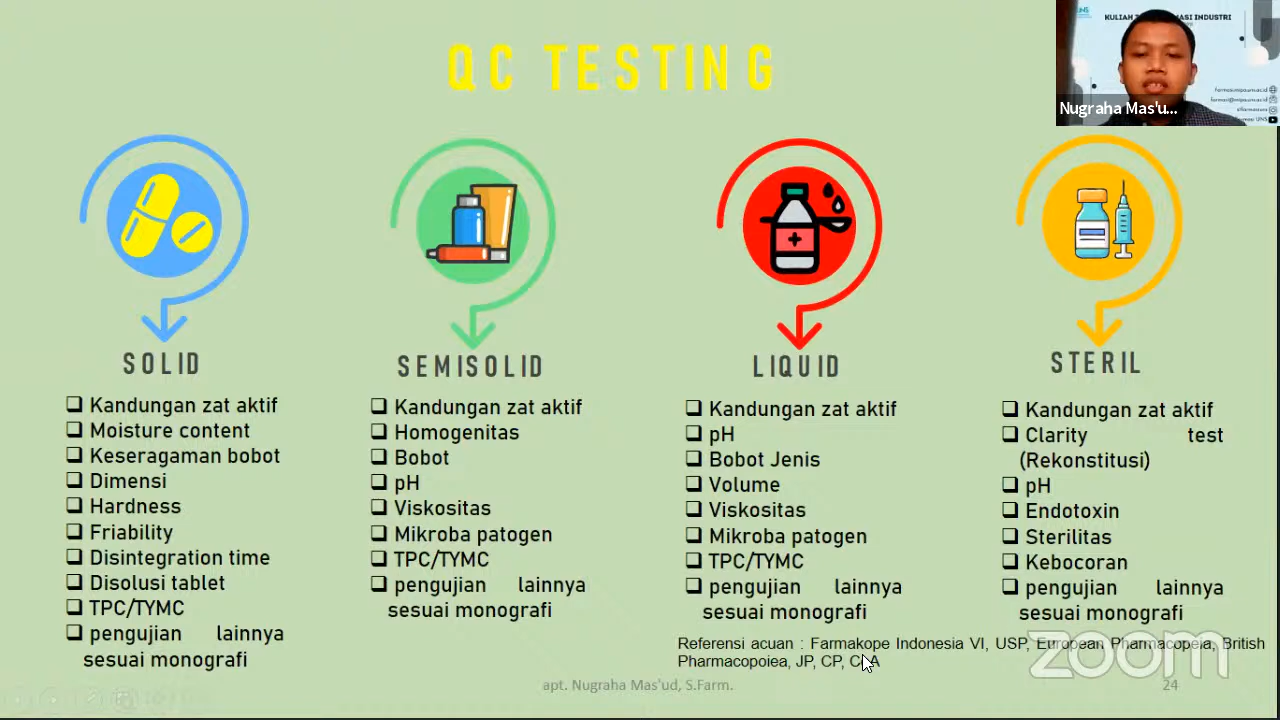 QC TESTING
KULIAH
MASI INDUSTRI
Nugraha Mas'u...
SOLID
❑ Kandungan zat aktif
❑ Moisture content
❑ Keseragaman bobot
❑ Dimensi
❑ Hardness
❑ Friability
❑ Disintegration time
❑ Disolusi tablet
❑ TPC/TYMC
❑ pengujian lainnya
sesuai monografi
SEMISOLID
❑ Kandungan zat aktif
❑ Homogenitas
❑ Bobot
❑ pH
❑ Viskositas
❑ Mikroba patogen
❑ TPC/TYMC
❑ pengujian lainnya
sesuai monografi
LIQUID
❑ Kandungan zat aktif
❑ pH
❑ Bobot Jenis
❑ Volume
❑ Viskositas
❑ Mikroba patogen
❑ TPC/TYMC
❑ pengujian lainnya
sesuai monografi
STERIL
❑ Kandungan zat aktif
❑ Clarity test
(Rekonstitusi)
❑ pH
❑ Endotoxin
❑ Sterilitas
❑ Kebocoran
❑ pengujian lainnya
sesuai monografi
Referensi acuan : Farmakope Indonesia VI, USP, European Pharmacopeia, British
Pharmacopoiea, JP, CP,
zoom
apt. Nugraha Mas'ud, S.Farm.
24